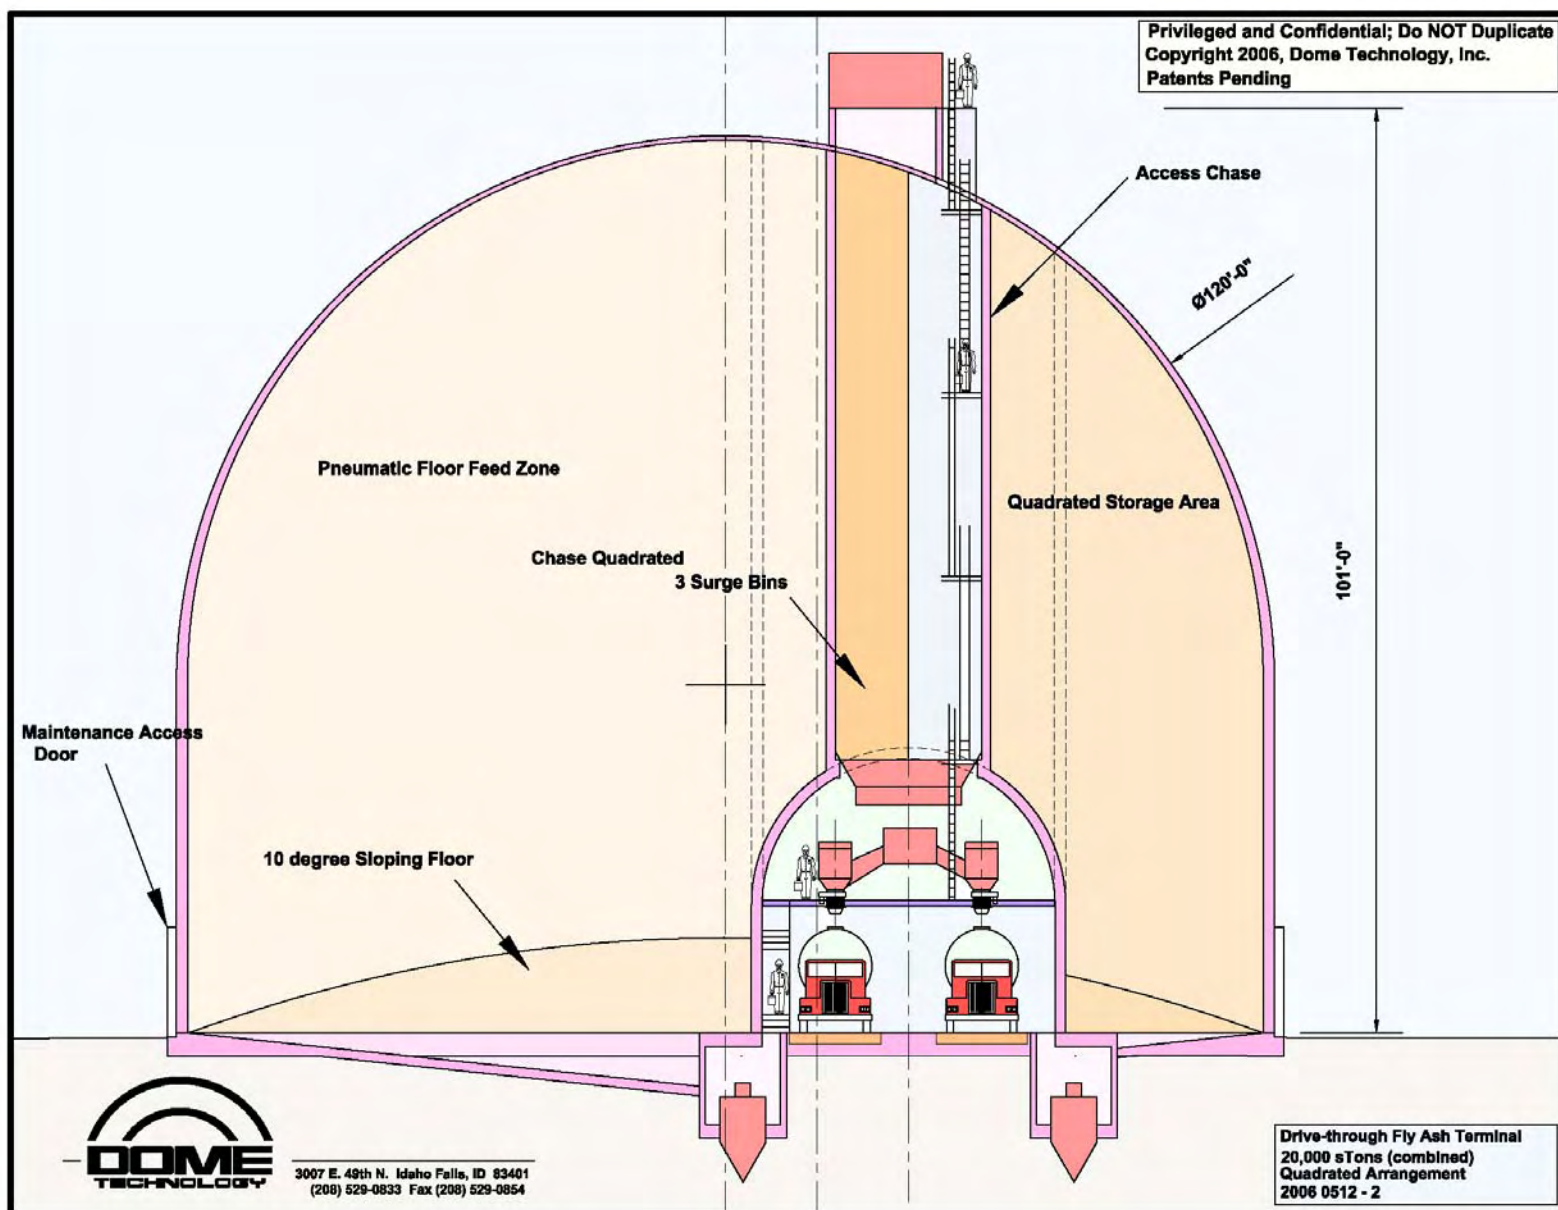 Privileged and Confidential; Do NOT Duplicate
Copyright 2006, Dome Technology, Inc.
Patents Pending
Access Chase
Ø120'-0"
Pneumatic Floor Feed Zone
Quadrated Storage Area
Chase Quadrated
3 Surge Bins
101'-0"
Maintenance Access
Door
10 degree Sloping Floor
DOME
TECHNOLOGY
3007 E. 49th N. Idaho Falls, ID 83401
(208) 529-0833 Fax (208) 529-0854
Drive-through Fly Ash Terminal
20,000 sTons (combined)
Quadrated Arrangement
2006 0512 - 2